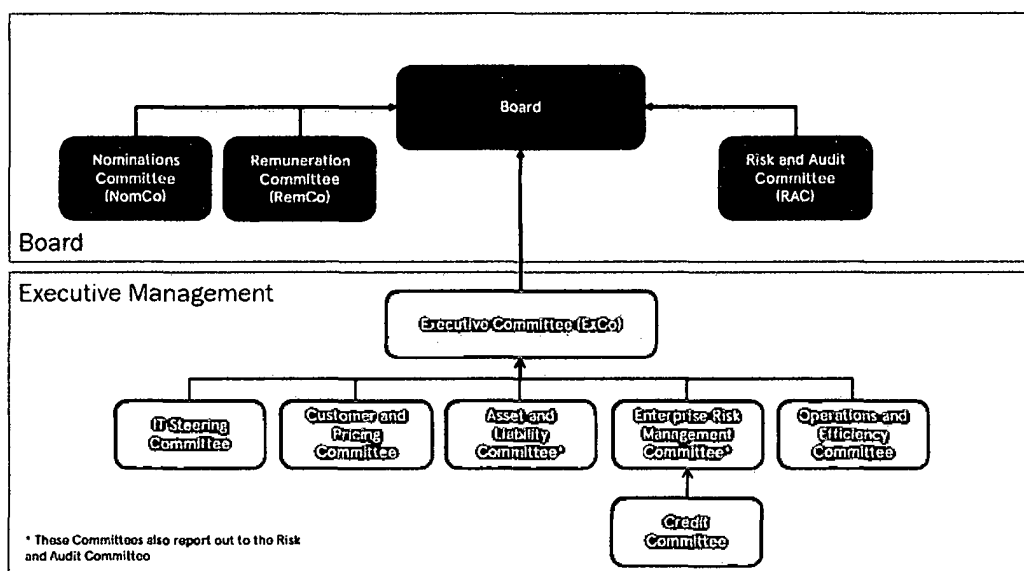 Board
Nominations
Committee
(NomCo)
Remuneration
Committee
(RemCo)
Risk and Audit
Committee
(RAC)
Board
Executive Management
Executive Committee (ExCo)
IT Steering
Committee
Customer and
Pricing
Committee
Asset and
Liability
Committee*
Enterprise Risk
Management
Committee*
Operations and
Efficiency
Committee
Credit
Committee
* These Committees also report out to the Risk
and Audit Committee